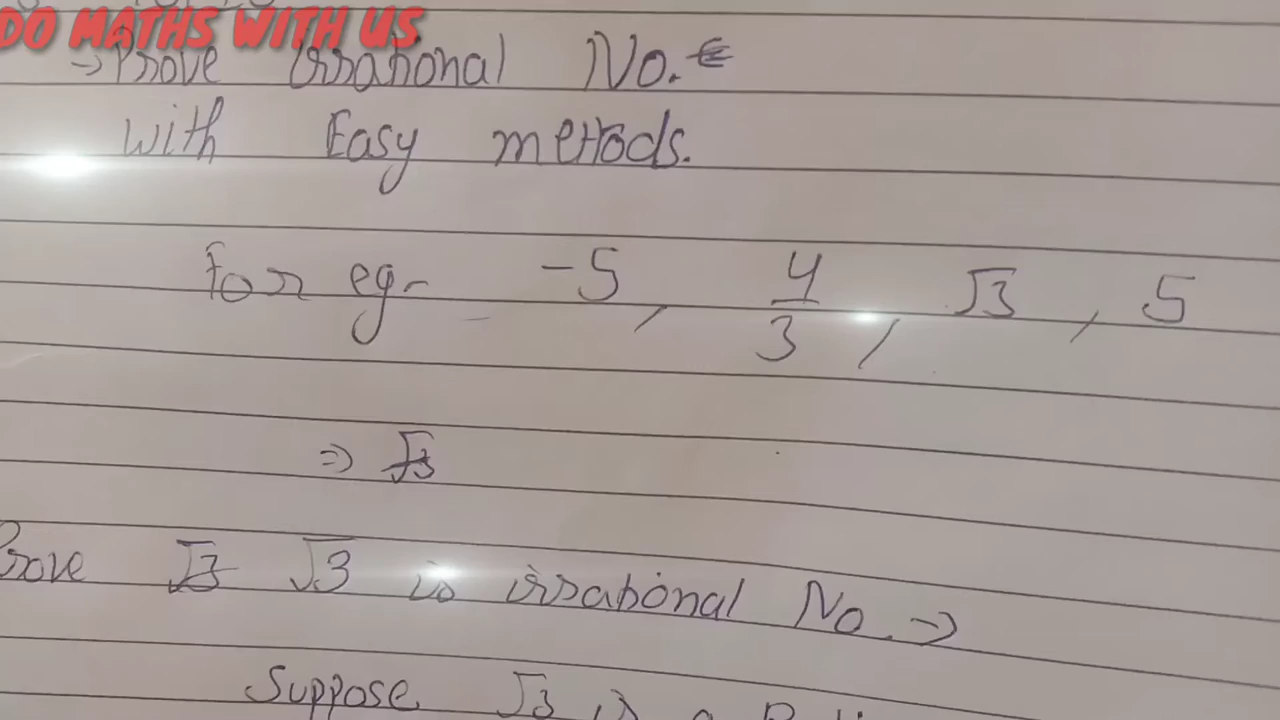 DO MATHS WITH US
→ Prove irrational No.
with Easy methods.
for eg- -5, 4/3, √3, 5
⇒ √3
Prove √3 √3 is irrational No. →
Suppose √3 is a